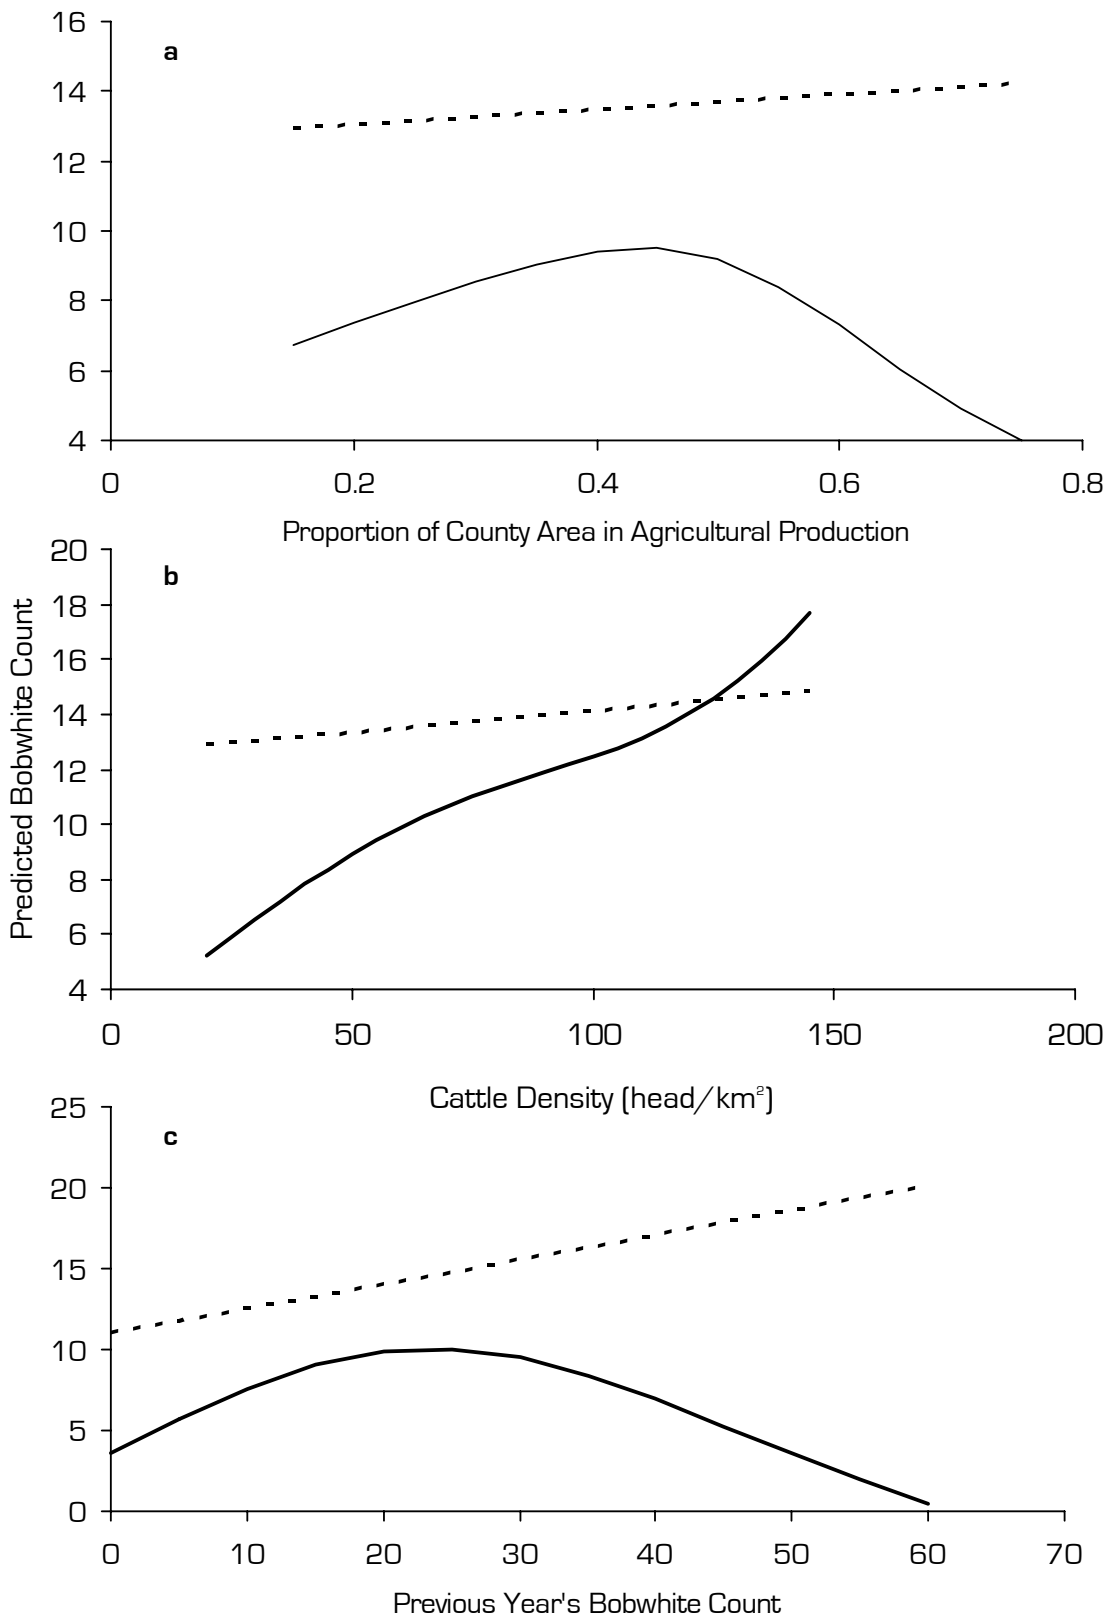 16
a
14
12
10
8
6
4
0 0.2 0.4 0.6 0.8
Proportion of County Area in Agricultural Production
20
b
18
16
14
12
10
8
6
4
Predicted Bobwhite Count
0 50 100 150 200
Cattle Density (head/km²)
25
c
20
15
10
5
0
0 10 20 30 40 50 60 70
Previous Year's Bobwhite Count